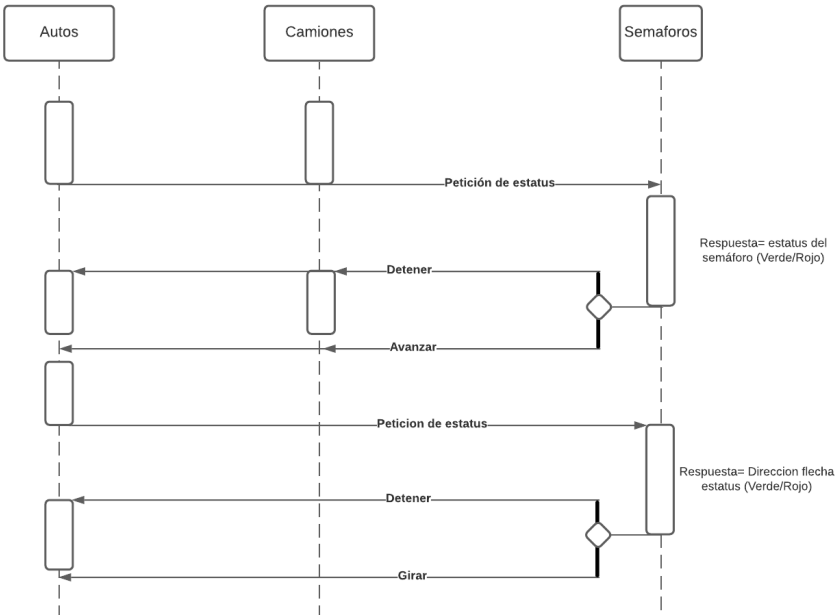 Autos
Camiones
Semaforos
Petición de estatus
Respuesta= estatus del
semáforo (Verde/Rojo)
Detener
Avanzar
Peticion de estatus
Respuesta= Direccion flecha
estatus (Verde/Rojo)
Detener
Girar